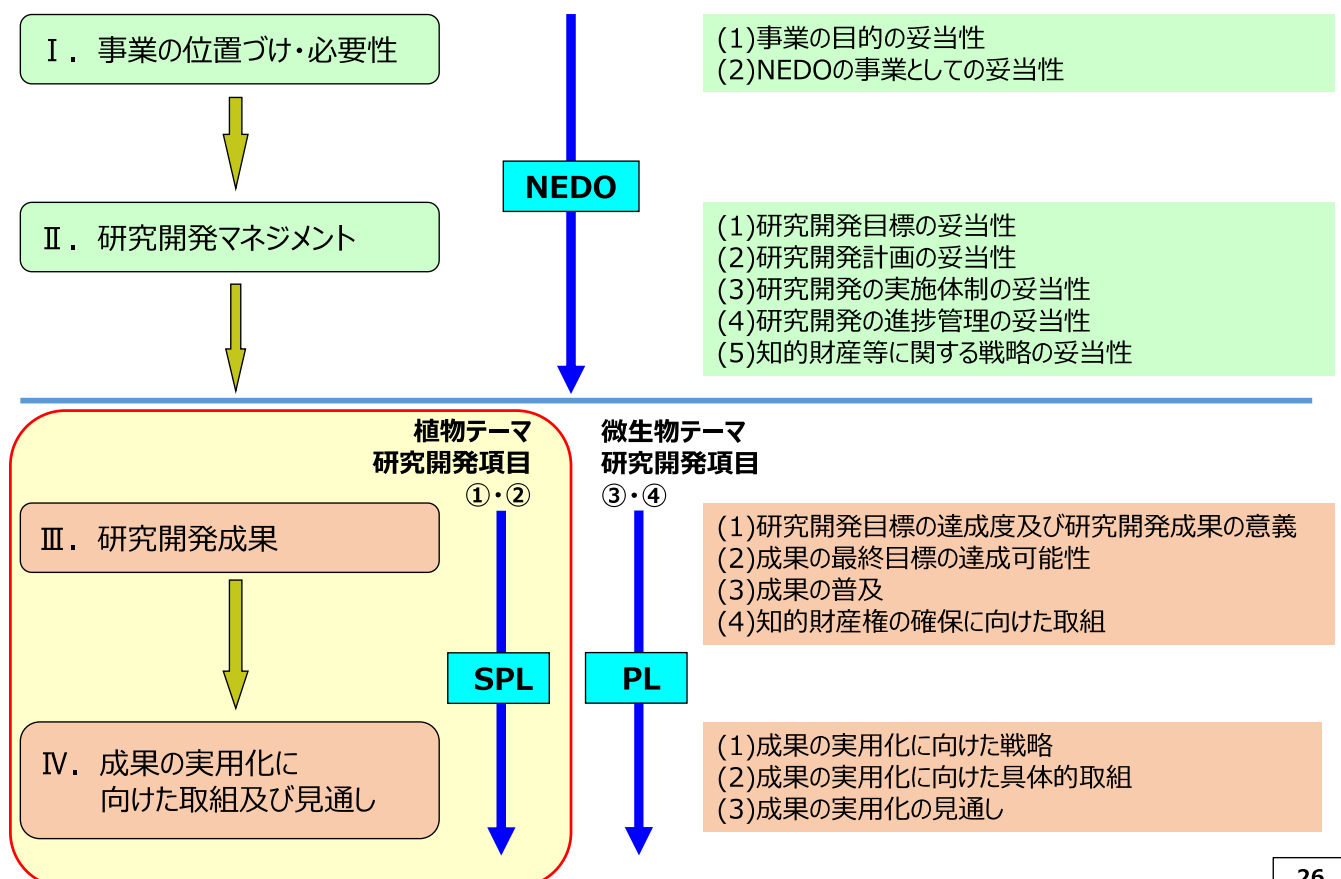 Ⅰ. 事業の位置づけ・必要性
(1)事業の目的の妥当性
(2)NEDOの事業としての妥当性
NEDO
Ⅱ. 研究開発マネジメント
(1)研究開発目標の妥当性
(2)研究開発計画の妥当性
(3)研究開発の実施体制の妥当性
(4)研究開発の進捗管理の妥当性
(5)知的財産等に関する戦略の妥当性
植物テーマ
研究開発項目
①・②
微生物テーマ
研究開発項目
③・④
Ⅲ. 研究開発成果
(1)研究開発目標の達成度及び研究開発成果の意義
(2)成果の最終目標の達成可能性
(3)成果の普及
(4)知的財産権の確保に向けた取組
SPL
PL
Ⅳ. 成果の実用化に
向けた取組及び見通し
(1)成果の実用化に向けた戦略
(2)成果の実用化に向けた具体的取組
(3)成果の実用化の見通し
26